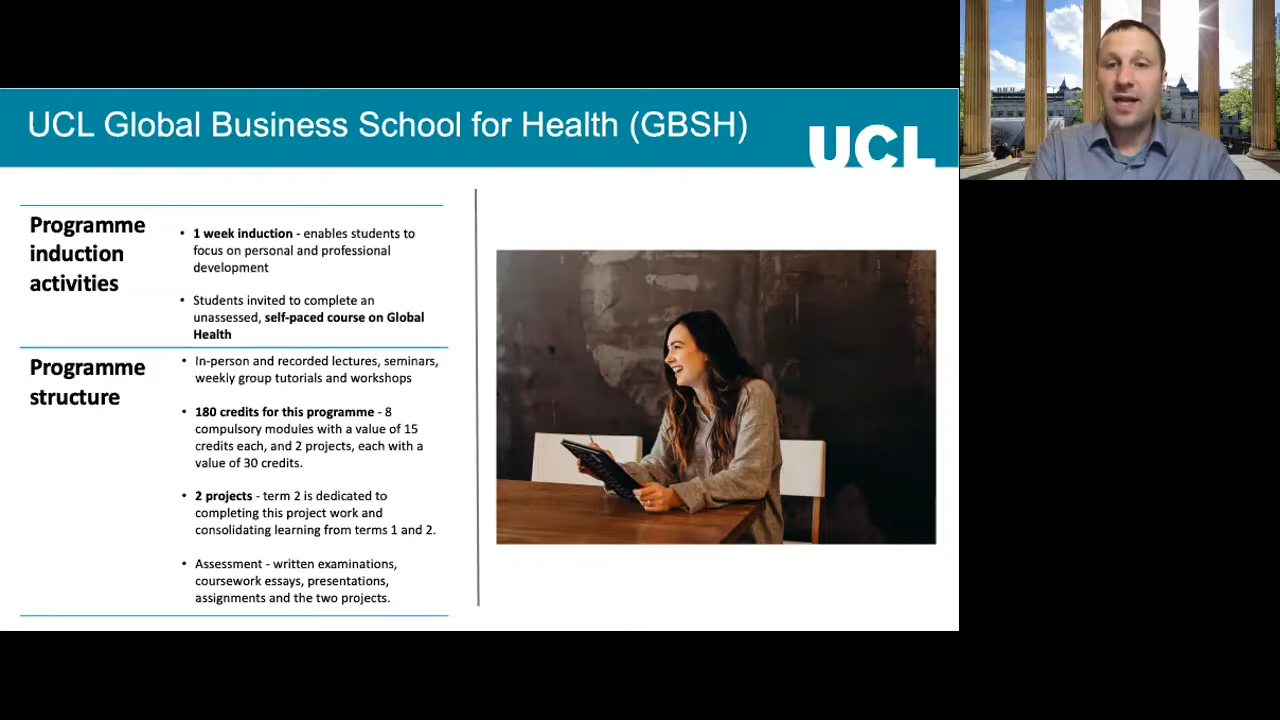 UCL Global Business School for Health (GBSH)
UCL
Programme
induction
activities
• 1 week induction - enables students to
focus on personal and professional
development
• Students invited to complete an
unassessed, self-paced course on Global
Health
Programme
structure
• In-person and recorded lectures, seminars,
weekly group tutorials and workshops
• 180 credits for this programme - 8
compulsory modules with a value of 15
credits each, and 2 projects, each with a
value of 30 credits.
• 2 projects - term 2 is dedicated to
completing this project work and
consolidating learning from terms 1 and 2.
• Assessment - written examinations,
coursework essays, presentations,
assignments and the two projects.